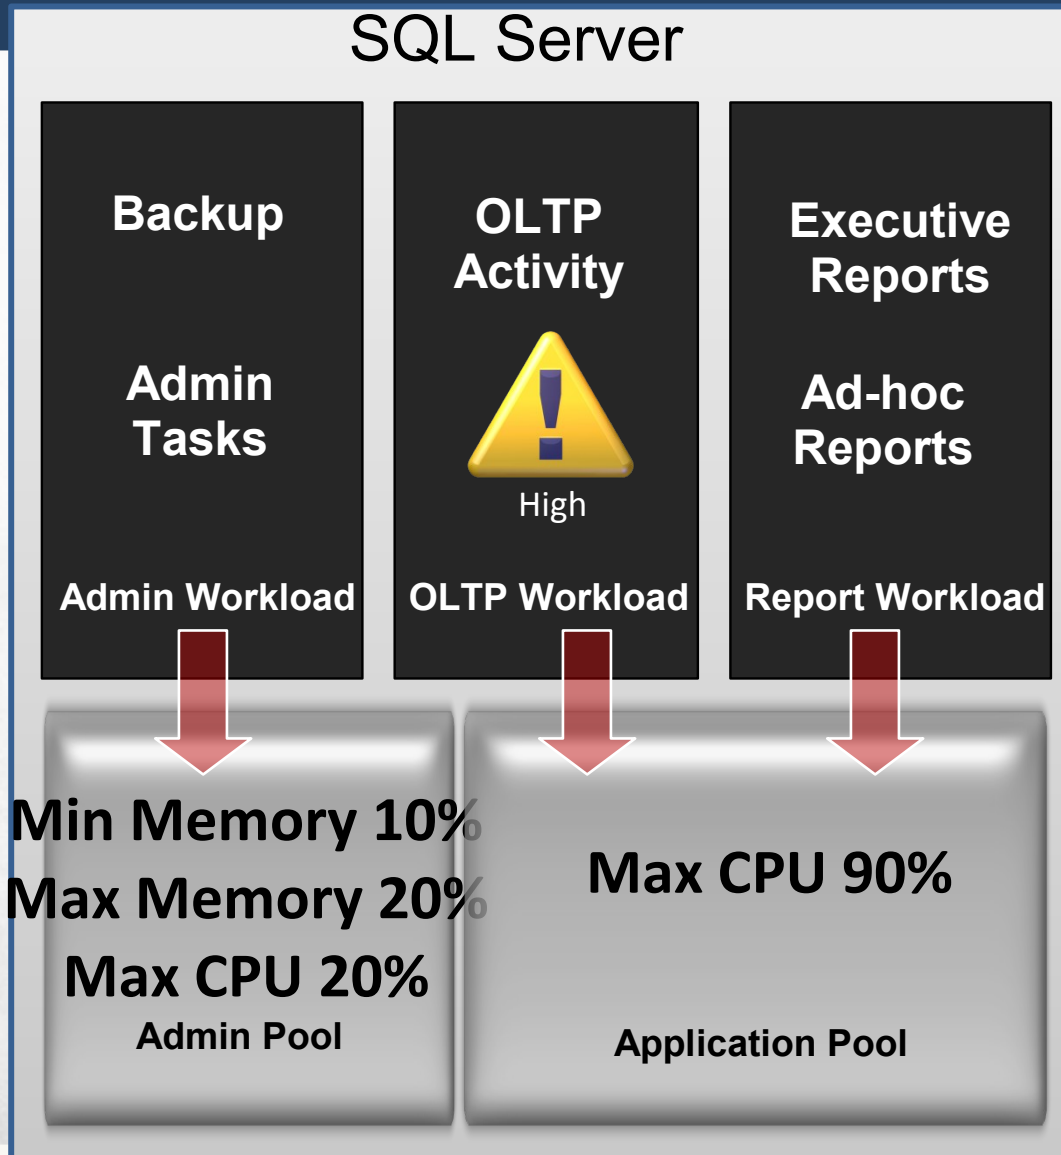 SQL Server
Backup
Admin
Tasks
Admin Workload
OLTP
Activity
High
OLTP Workload
Executive
Reports
Ad-hoc
Reports
Report Workload
Min Memory 10%
Max Memory 20%
Max CPU 20%
Admin Pool
Max CPU 90%
Application Pool